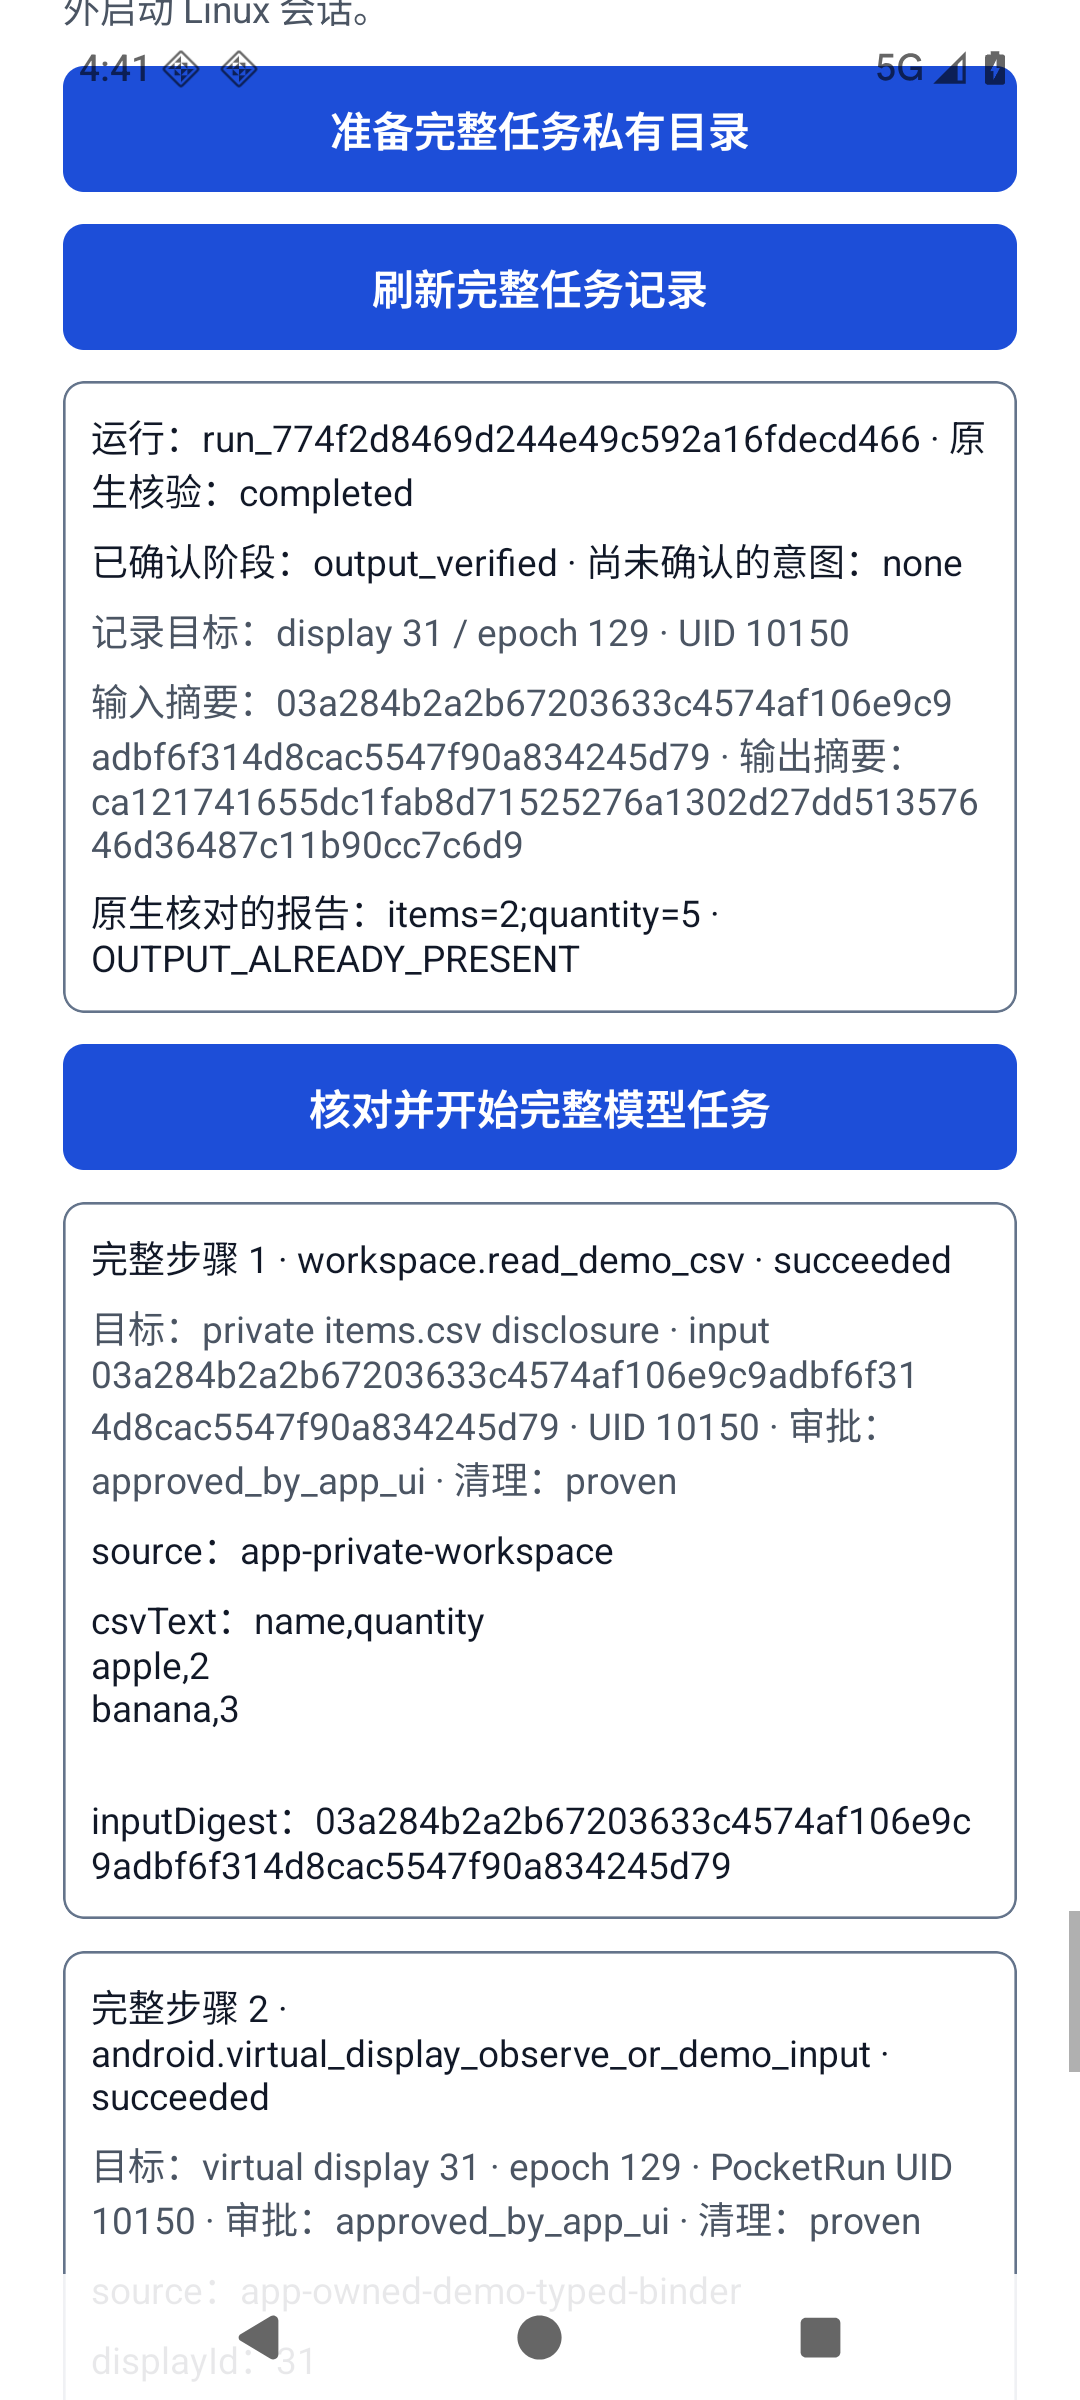 外启动 Linux 会话。
4:41
5G
准备完整任务私有目录
刷新完整任务记录
运行：run_774f2d8469d244e49c592a16fdecd466 · 原
生核验：completed
已确认阶段：output_verified · 尚未确认的意图：none
记录目标：display 31 / epoch 129 · UID 10150
输入摘要：03a284b2a2b67203633c4574af106e9c9
adbf6f314d8cac5547f90a834245d79 · 输出摘要：
ca121741655dc1fab8d71525276a1302d27dd513576
46d36487c11b90cc7c6d9
原生核对的报告：items=2;quantity=5 ·
OUTPUT_ALREADY_PRESENT
核对并开始完整模型任务
完整步骤 1 · workspace.read_demo_csv · succeeded
目标：private items.csv disclosure · input
03a284b2a2b67203633c4574af106e9c9adbf6f31
4d8cac5547f90a834245d79 · UID 10150 · 审批：
approved_by_app_ui · 清理：proven
source：app-private-workspace
csvText：name,quantity
apple,2
banana,3
inputDigest：03a284b2a2b67203633c4574af106e9c
9adbf6f314d8cac5547f90a834245d79
完整步骤 2 ·
android.virtual_display_observe_or_demo_input ·
succeeded
目标：virtual display 31 · epoch 129 · PocketRun UID
10150 · 审批：approved_by_app_ui · 清理：proven
source：app-owned-demo-typed-binder
displayId：31